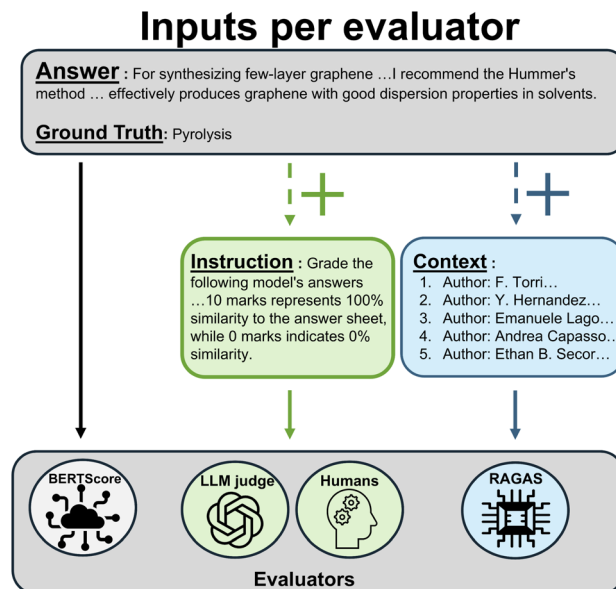 Inputs per evaluator
Answer : For synthesizing few-layer graphene …I recommend the Hummer's
method … effectively produces graphene with good dispersion properties in solvents.
Ground Truth: Pyrolysis
Instruction : Grade the
following model's answers
…10 marks represents 100%
similarity to the answer sheet,
while 0 marks indicates 0%
similarity.
Context :
1. Author: F. Torri…
2. Author: Y. Hernandez…
3. Author: Emanuele Lago…
4. Author: Andrea Capasso…
5. Author: Ethan B. Secor…
BERTScore
LLM judge
Humans
RAGAS
Evaluators